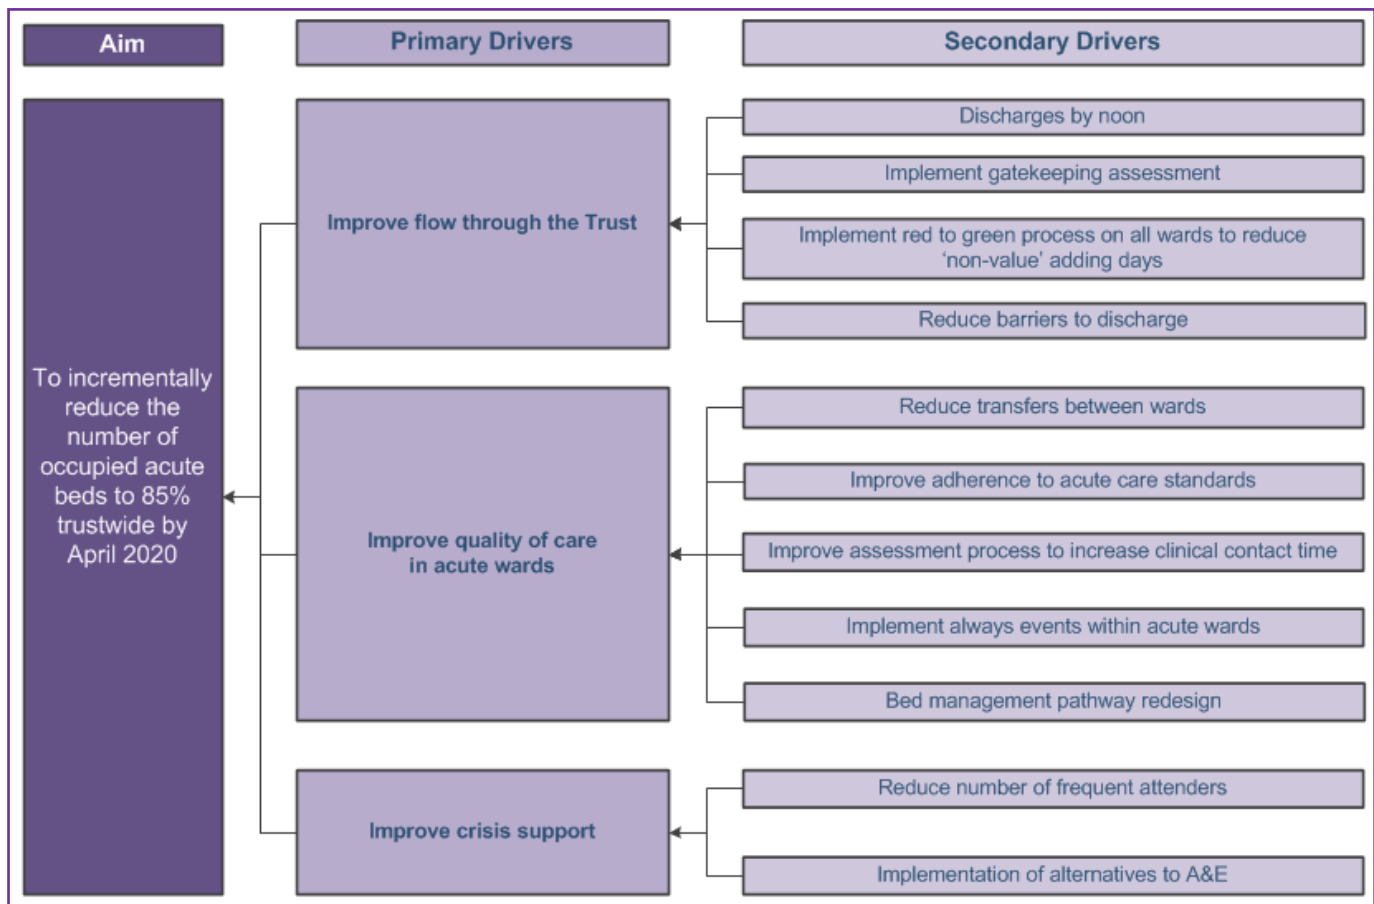 Aim
Primary Drivers
Secondary Drivers
To incrementally
reduce the
number of
occupied acute
beds to 85%
trustwide by
April 2020
Improve flow through the Trust
Discharges by noon
Implement gatekeeping assessment
Implement red to green process on all wards to reduce
‘non-value’ adding days
Reduce barriers to discharge
Improve quality of care
in acute wards
Reduce transfers between wards
Improve adherence to acute care standards
Improve assessment process to increase clinical contact time
Implement always events within acute wards
Bed management pathway redesign
Improve crisis support
Reduce number of frequent attenders
Implementation of alternatives to A&E